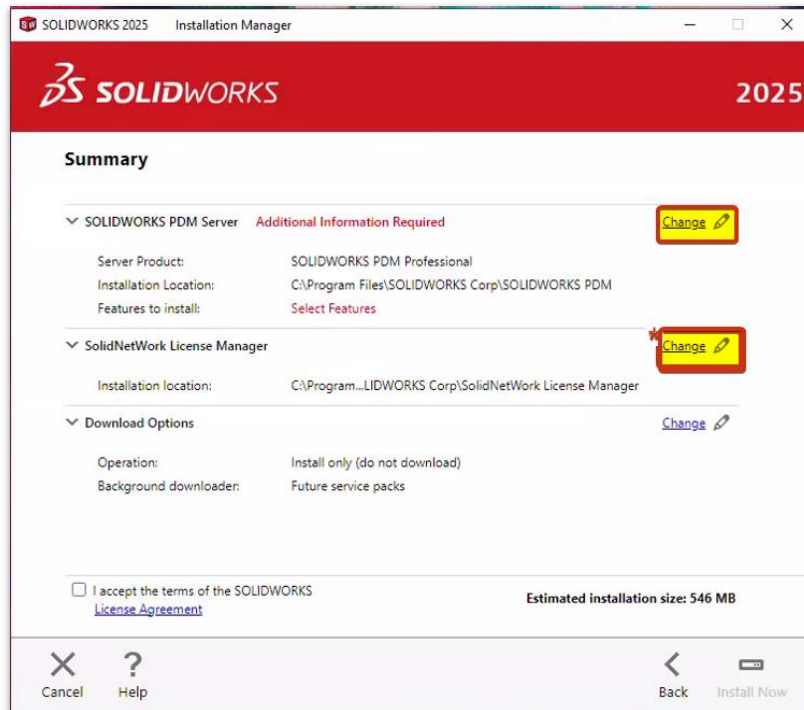 SW SOLIDWORKS 2025 Installation Manager
SOLIDWORKS 2025
Summary
SOLIDWORKS PDM Server Additional Information Required Change
Server Product: SOLIDWORKS PDM Professional
Installation Location: C:\Program Files\SOLIDWORKS Corp\SOLIDWORKS PDM
Features to install: Select Features
* Change
SolidNetWork License Manager
Installation location: C:\Program...LIDWORKS Corp\SolidNetWork License Manager
Download Options Change
Operation: Install only (do not download)
Background downloader: Future service packs
I accept the terms of the SOLIDWORKS
License Agreement
Estimated installation size: 546 MB
Cancel Help Back Install Now